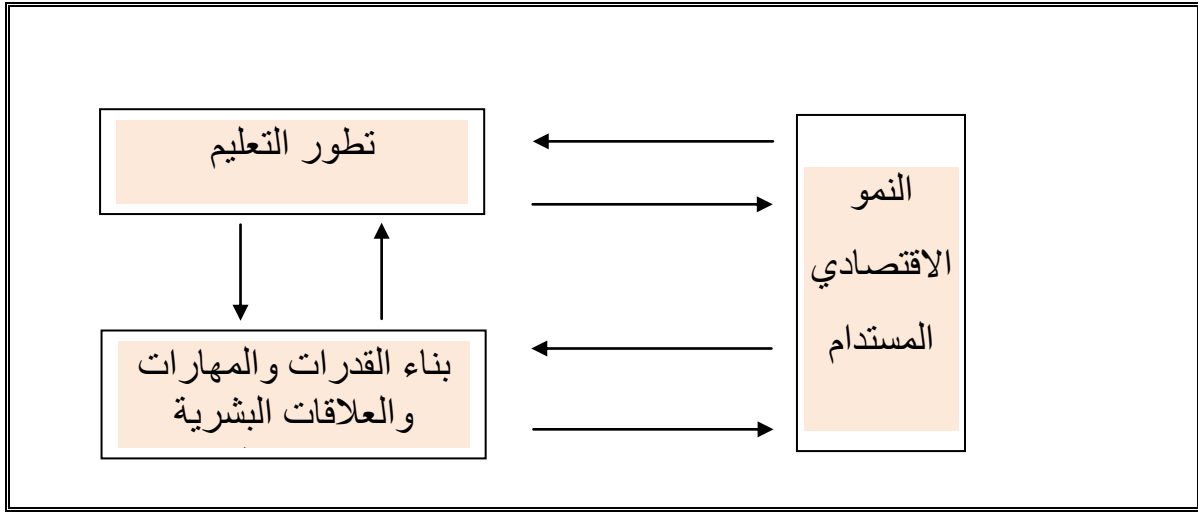 تطور التعليم
النمو
الاقتصادي
المستدام
بناء القدرات والمهارات
والعلاقات البشرية